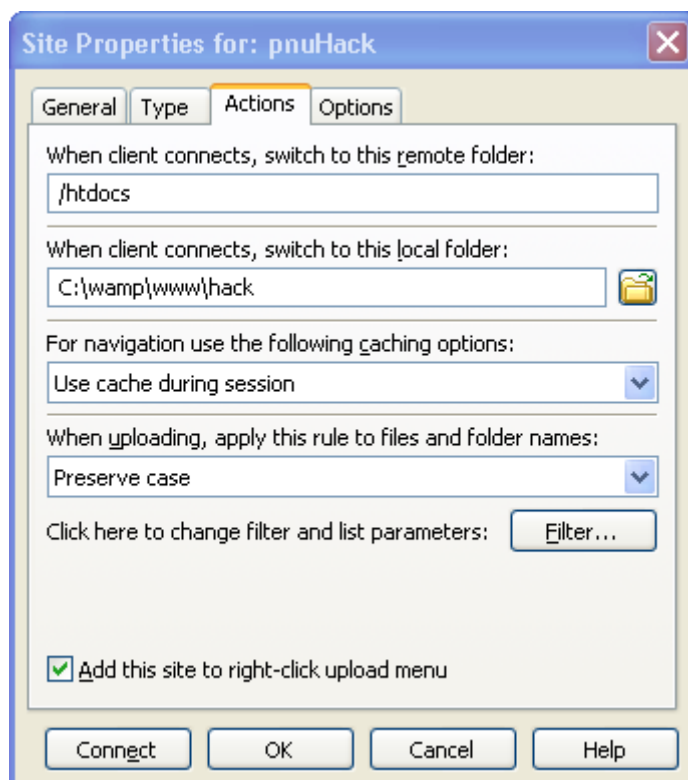 Site Properties for: pnuHack
General Type Actions Options
When client connects, switch to this remote folder:
/htdocs
When client connects, switch to this local folder:
C:\wamp\www\hack
For navigation use the following caching options:
Use cache during session
When uploading, apply this rule to files and folder names:
Preserve case
Click here to change filter and list parameters: Filter...
Add this site to right-click upload menu
Connect OK Cancel Help